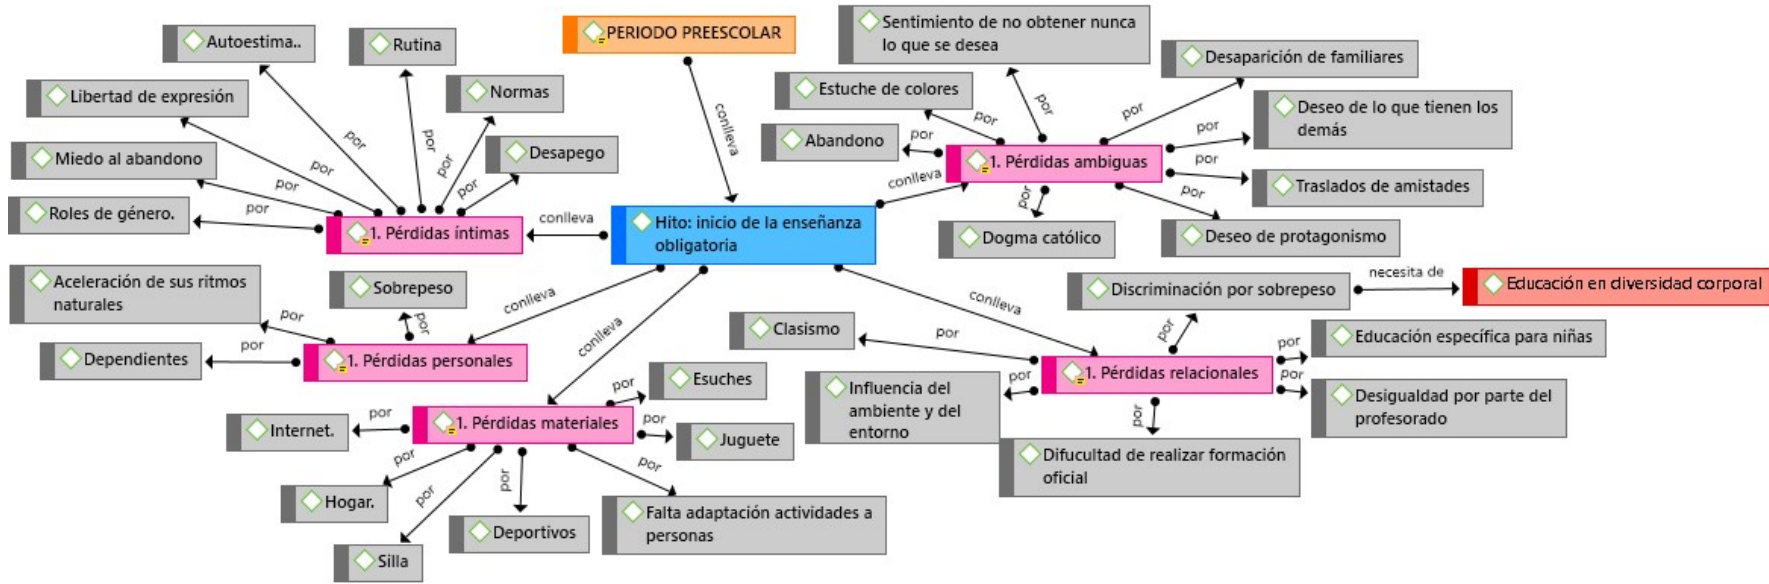 PERIODO PREESCOLAR
conlleva
Hito: inicio de la enseñanza
obligatoria
conlleva
1. Pérdidas íntimas
por
Autoestima..
por
Rutina
por
Normas
por
Desapego
por
Libertad de expresión
por
Miedo al abandono
por
Roles de género.
conlleva
1. Pérdidas ambiguas
por
Sentimiento de no obtener nunca
lo que se desea
por
Desaparición de familiares
por
Estuche de colores
por
Abandono
por
Deseo de lo que tienen los
demás
por
Traslados de amistades
por
Deseo de protagonismo
por
Dogma católico
conlleva
1. Pérdidas personales
por
Aceleración de sus ritmos
naturales
por
Sobrepeso
por
Dependientes
conlleva
1. Pérdidas materiales
por
Esuches
por
Juguete
por
Internet.
por
Hogar.
por
Silla
por
Deportivos
por
Falta adaptación actividades a
personas
conlleva
1. Pérdidas relacionales
por
Discriminación por sobrepeso
necesita de
Educación en diversidad corporal
por
Clasismo
por
Educación específica para niñas
por
Influencia del
ambiente y del
entorno
por
Desigualdad por parte del
profesorado
por
Difucultad de realizar formación
oficial